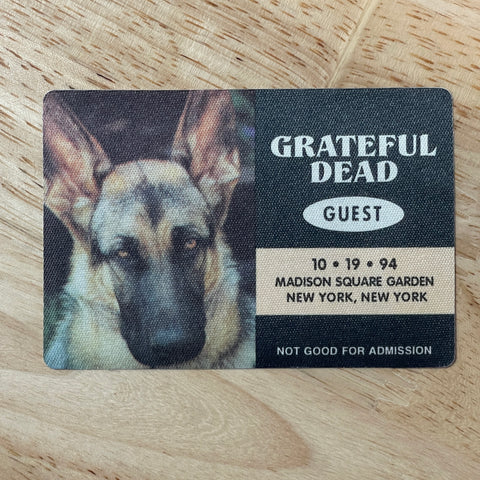 GRATEFUL
DEAD
GUEST
10 • 19 • 94
MADISON SQUARE GARDEN
NEW YORK, NEW YORK
NOT GOOD FOR ADMISSION